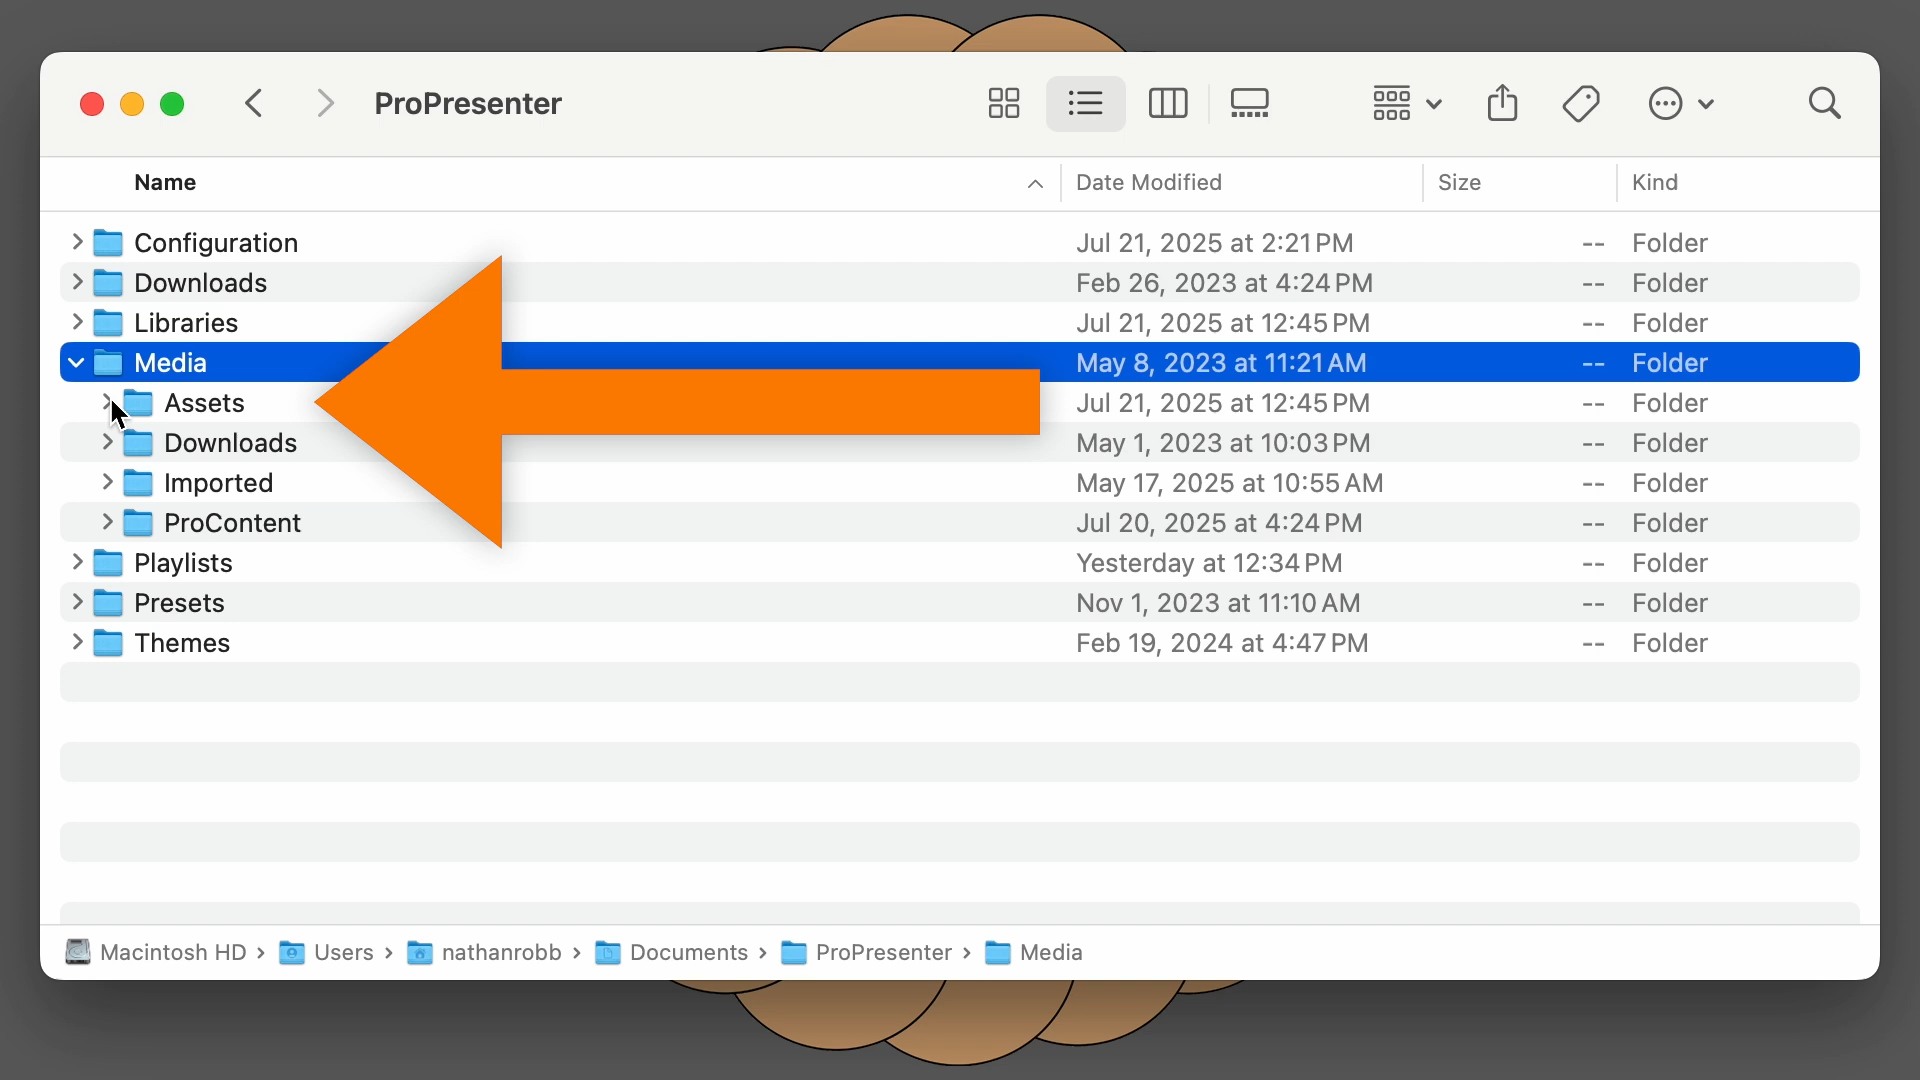 ProPresenter
Name Date Modified Size Kind
Configuration Jul 21, 2025 at 2:21 PM -- Folder
Downloads Feb 26, 2023 at 4:24 PM -- Folder
Libraries Jul 21, 2025 at 12:45 PM -- Folder
Media May 8, 2023 at 11:21 AM -- Folder
Assets Jul 21, 2025 at 12:45 PM -- Folder
Downloads May 1, 2023 at 10:03 PM -- Folder
Imported May 17, 2025 at 10:55 AM -- Folder
ProContent Jul 20, 2025 at 4:24 PM -- Folder
Playlists Yesterday at 12:34 PM -- Folder
Presets Nov 1, 2023 at 11:10 AM -- Folder
Themes Feb 19, 2024 at 4:47 PM -- Folder
Macintosh HD › Users › nathanrobb › Documents › ProPresenter › Media